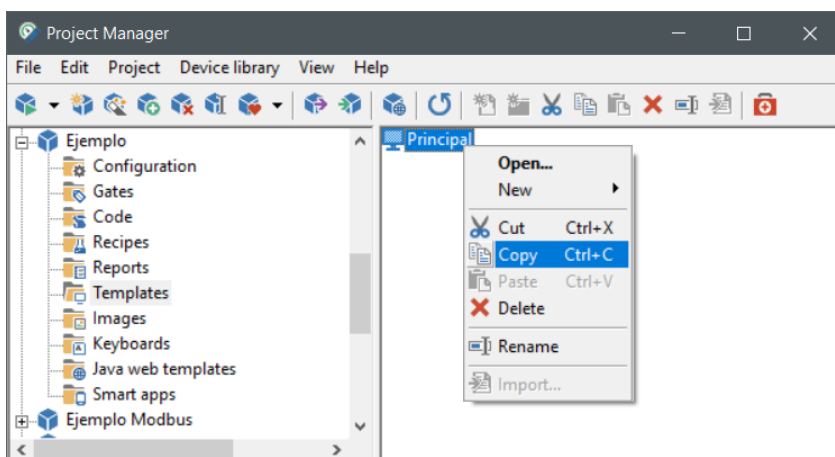 Project Manager
File Edit Project Device library View Help
Ejemplo
Configuration
Gates
Code
Recipes
Reports
Templates
Images
Keyboards
Java web templates
Smart apps
Ejemplo Modbus
Principal
Open...
New
Cut Ctrl+X
Copy Ctrl+C
Paste Ctrl+V
Delete
Rename
Import...